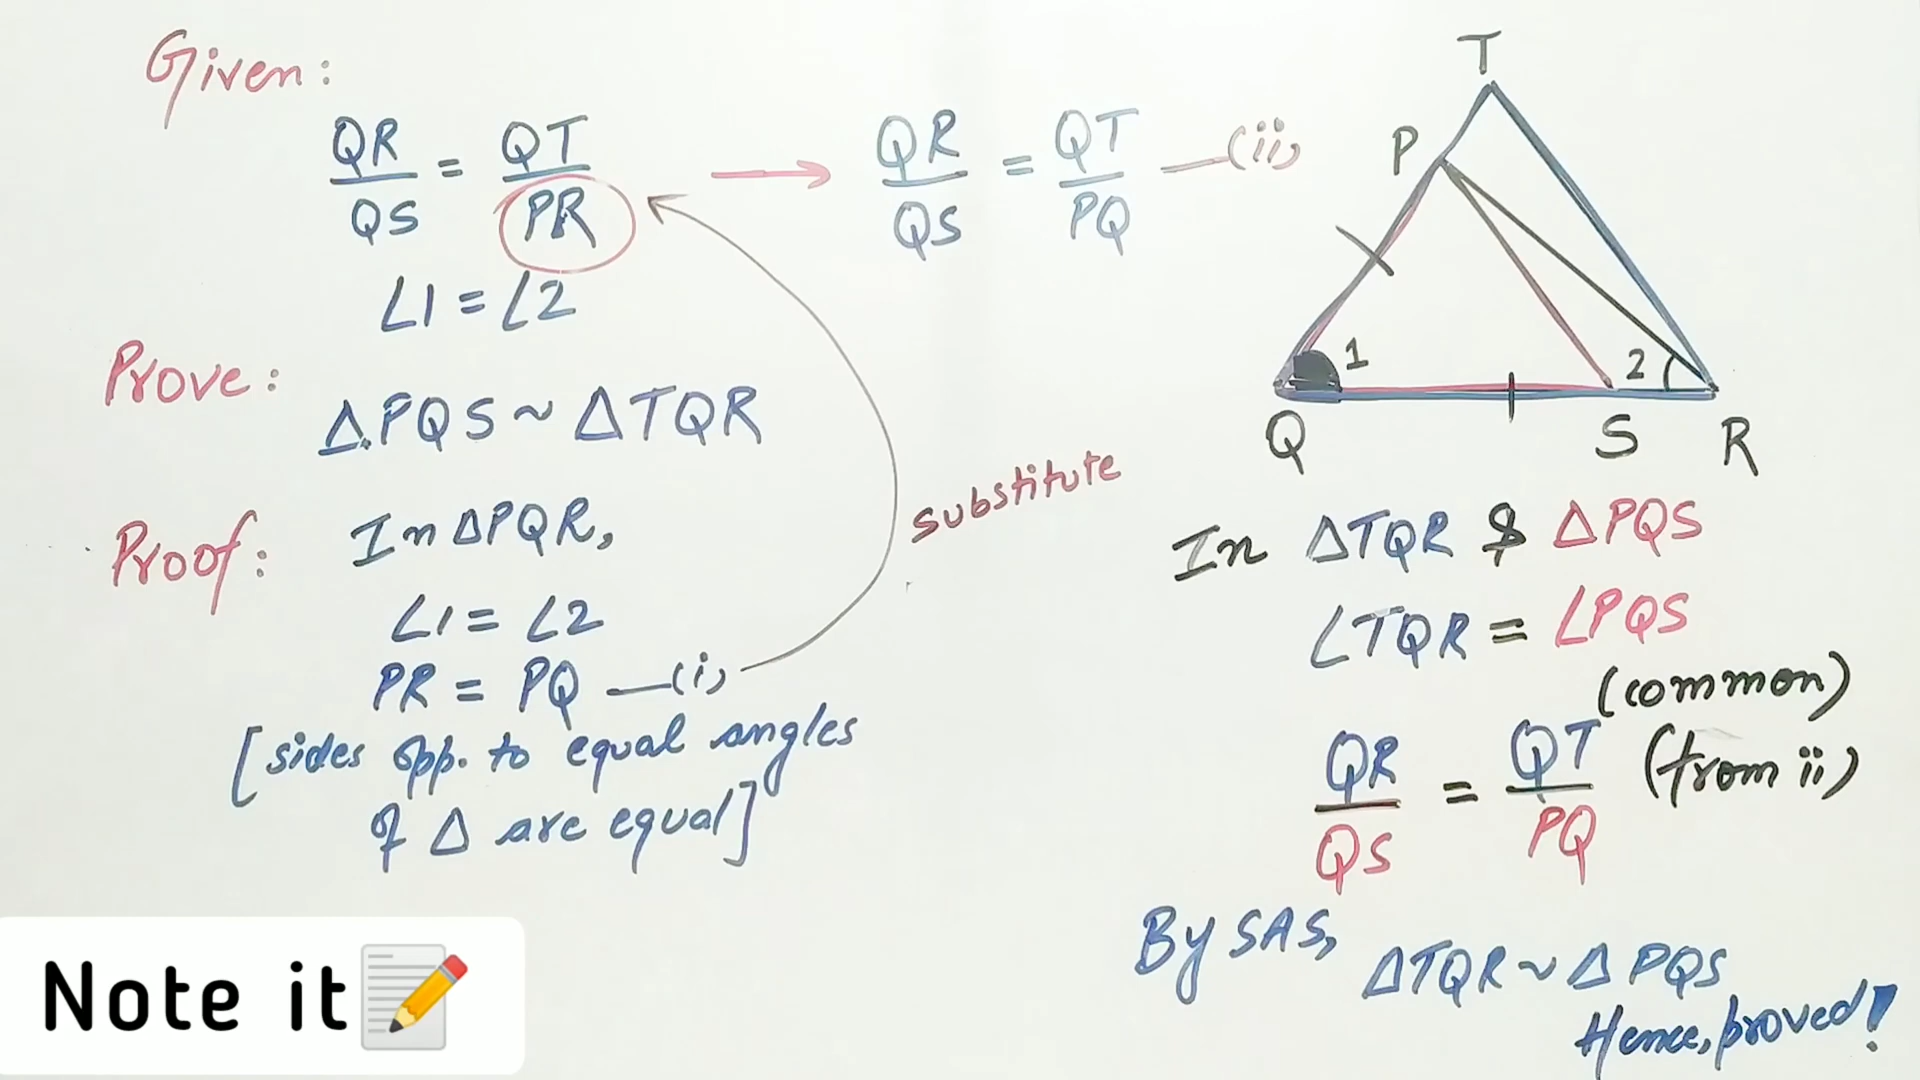 Given:
QR/QS = QT/PR → QR/QS = QT/PQ —(ii)
∠1 = ∠2
Prove:
ΔPQS ~ ΔTQR
Proof: In ΔPQR,
∠1 = ∠2
PR = PQ —(i)
[sides opp. to equal angles
of Δ are equal]
substitute
T
P
1
2
Q
S
R
In ΔTQR & ΔPQS
∠TQR = ∠PQS
(common)
QR/QS = QT/PQ (from ii)
By SAS,
ΔTQR ~ Δ PQS
Hence, proved!
Note it📝